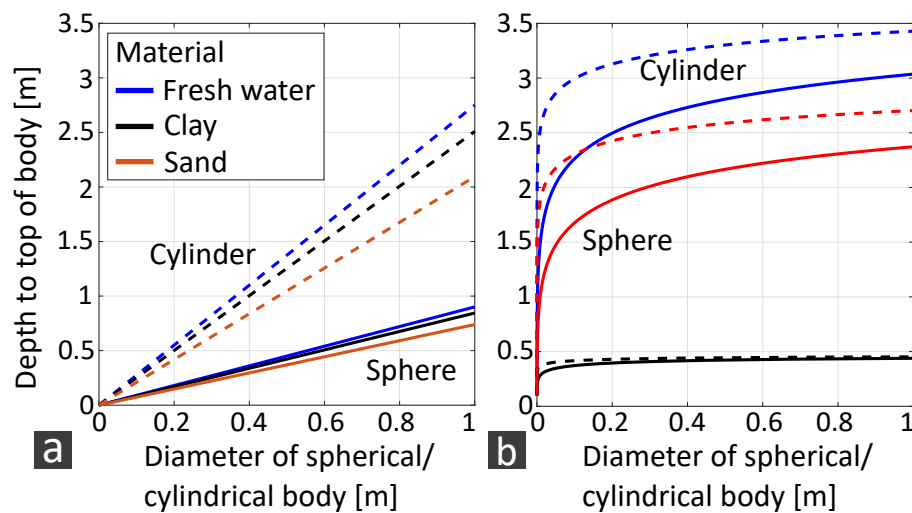 3.5
3
2.5
2
1.5
1
0.5
0
Depth to top of body [m]
Material
Fresh water
Clay
Sand
Cylinder
Sphere
0 0.2 0.4 0.6 0.8 1
a
Diameter of spherical/
cylindrical body [m]
3.5
3
2.5
2
1.5
1
0.5
0
Cylinder
Sphere
0 0.2 0.4 0.6 0.8 1
b
Diameter of spherical/
cylindrical body [m]